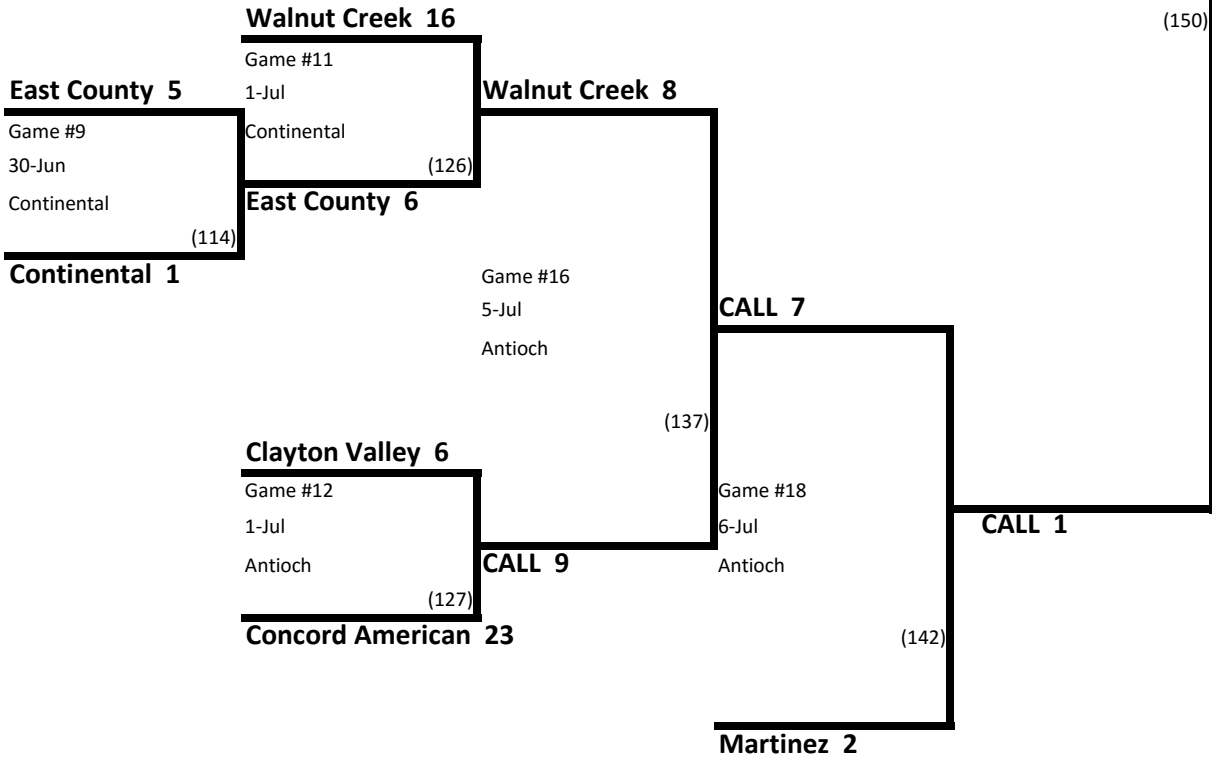 Walnut Creek 16
(150)
Game #11
East County 5
1-Jul
Walnut Creek 8
Game #9
Continental
30-Jun
(126)
Continental
East County 6
(114)
Continental 1
Game #16
5-Jul
CALL 7
Antioch
(137)
Clayton Valley 6
Game #12
Game #18
1-Jul
6-Jul
CALL 1
Antioch
CALL 9
Antioch
(127)
Concord American 23
(142)
Martinez 2